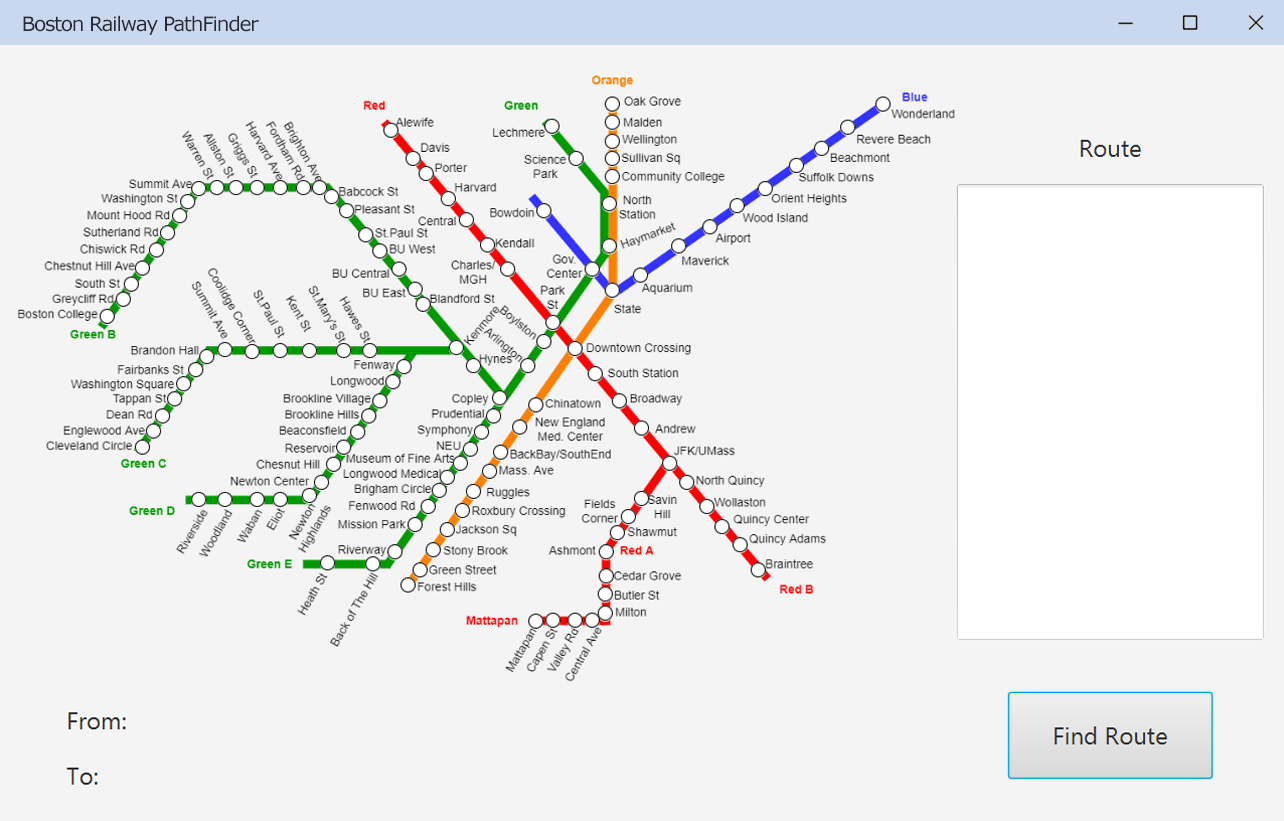 Boston Railway PathFinder
Orange
Red
Green
Blue
Oak Grove
Malden
Wellington
Sullivan Sq
Community College
Wonderland
Revere Beach
Beachmont
Suffolk Downs
Orient Heights
Wood Island
Airport
Maverick
Aquarium
State
Bowdoin
Lechmere
Science
Park
North
Station
Haymarket
Gov.
Center
Park
St
Boylston
Arlington
Copley
Alewife
Davis
Porter
Harvard
Central
Kendall
Charles/
MGH
Downtown Crossing
South Station
Broadway
Andrew
JFK/UMass
North Quincy
Wollaston
Quincy Center
Quincy Adams
Braintree
Red B
Savin
Hill
Fields
Corner
Shawmut
Ashmont
Red A
Cedar Grove
Butler St
Milton
Central Ave
Valley Ro
Capen St
Mattapan
Mattapan
Chinatown
New England
Med. Center
BackBay/SouthEnd
Mass. Ave
Ruggles
Roxbury Crossing
Jackson Sq
Stony Brook
Green Street
Forest Hills
Brighton Ave
Fordham Rd
Harvard Ave
Griggs St
Allston St
Warren St
Summit Ave
Washington St
Mount Hood Rd
Sutherland Rd
Chiswick Rd
Chestnut Hill Ave
South St
Greycliff Rd
Boston College
Green B
Babcock St
Pleasant St
St.Paul St
BU West
BU Central
BU East
Blandford St
Kenmore
Hynes
Hawes St
St.Mary's St
Kent St
St.Paul St
Coolidge Corner
Summit Ave
Brandon Hall
Fairbanks St
Washington Square
Tappan St
Dean Rd
Englewood Ave
Cleveland Circle
Green C
Fenway
Longwood
Brookline Village
Brookline Hills
Beaconsfield
Reservoir
Chesnut Hill
Newton Center
Newton
Highlands
Eliot
Waban
Woodland
Riverside
Green D
Prudential
Symphony
NEU
Museum of Fine Arts
Longwood Medical
Brigham Circle
Fenwood Rd
Mission Park
Riverway
Back of The Hill
Heath St
Green E
Route
From:
To:
Find Route